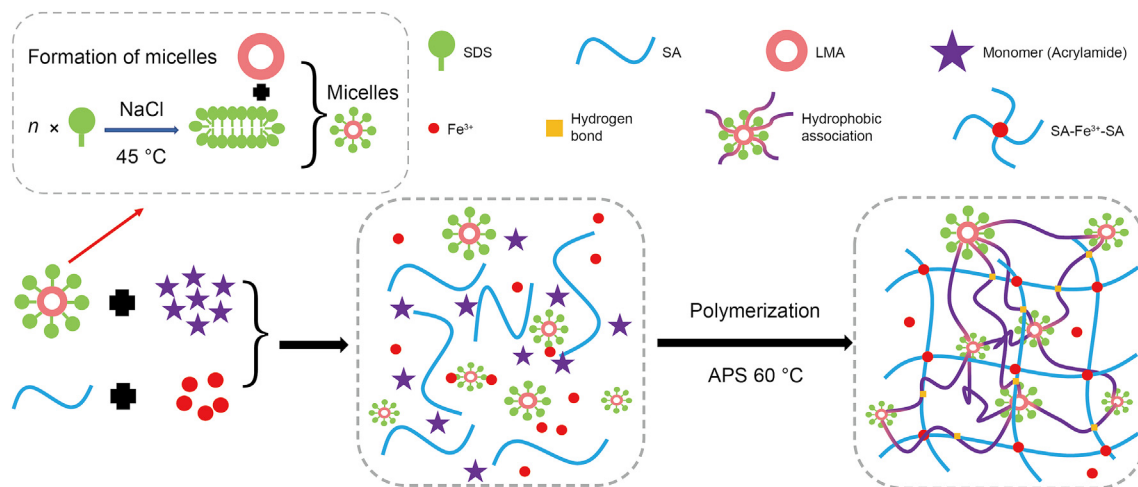 Formation of micelles
n ×
NaCl
45 °C
Micelles
SDS
SA
LMA
Monomer (Acrylamide)
Fe³⁺
Hydrogen
bond
Hydrophobic
association
SA-Fe³⁺-SA
Polymerization
APS 60 °C